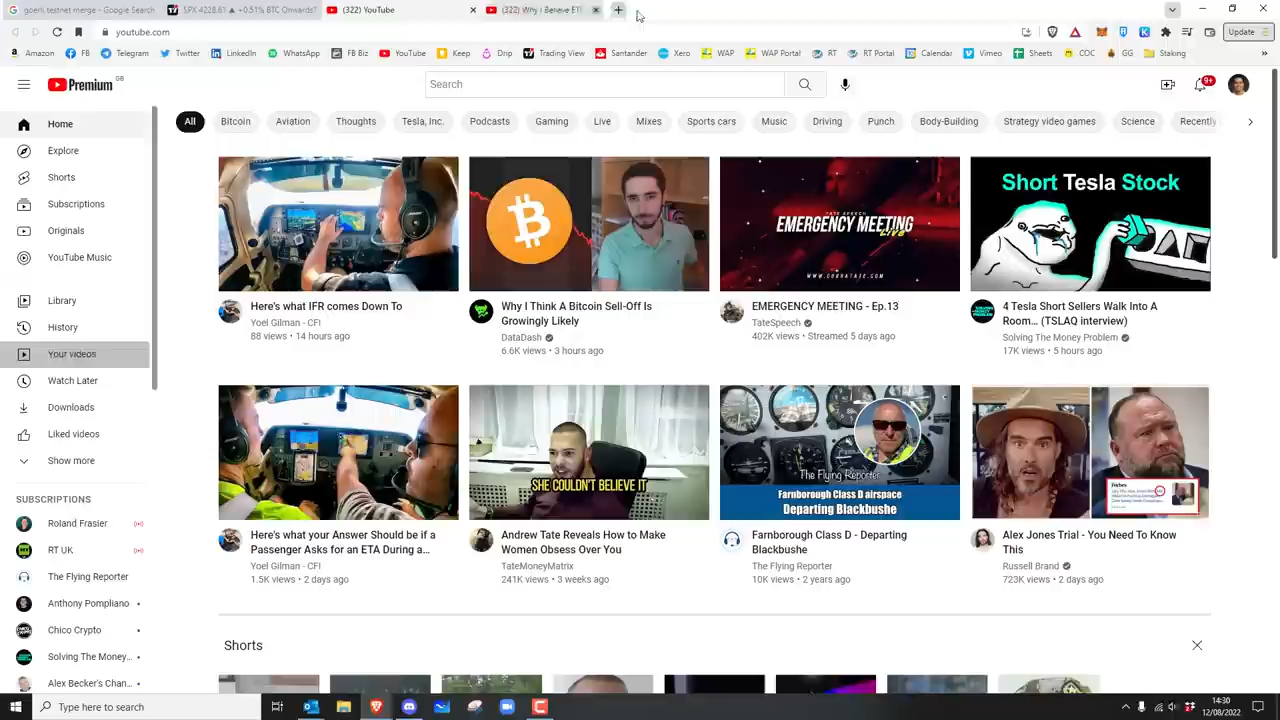 goerli testnet merge - Google Search
SPX 4228.61 ▲ +0.51% BTC Onwards?
(322) YouTube
(322) Why I Believe ETH
youtube.com
Update
Amazon
FB
Telegram
Twitter
LinkedIn
WhatsApp
FB Biz
YouTube
Keep
Drip
Trading View
Santander
Xero
WAP
WAP Portal
RT
RT Portal
Calendar
Vimeo
Sheets
COC
GG
Staking
Premium GB
Search
9+
Home
Explore
Shorts
Subscriptions
Originals
YouTube Music
Library
History
Your videos
Watch Later
Downloads
Liked videos
Show more
SUBSCRIPTIONS
Roland Frasier
RT UK
The Flying Reporter
Anthony Pompliano
Chico Crypto
Solving The Money...
Alex Becker's Chan...
All
Bitcoin
Aviation
Thoughts
Tesla, Inc.
Podcasts
Gaming
Live
Mixes
Sports cars
Music
Driving
Punch
Body-Building
Strategy video games
Science
Recently
Here's what IFR comes Down To
Yoel Gilman - CFI
88 views • 14 hours ago
Why I Think A Bitcoin Sell-Off Is
Growingly Likely
DataDash
6.6K views • 3 hours ago
TATE SPEECH
EMERGENCY MEETING
LIVE
WWW.COBRATATE.COM
EMERGENCY MEETING - Ep.13
TateSpeech
402K views • Streamed 5 days ago
Short Tesla Stock
4 Tesla Short Sellers Walk Into A
Room... (TSLAQ interview)
Solving The Money Problem
17K views • 5 hours ago
Here's what your Answer Should be if a
Passenger Asks for an ETA During a...
Yoel Gilman - CFI
1.5K views • 2 days ago
SHE COULDN'T BELIEVE IT
Andrew Tate Reveals How to Make
Women Obsess Over You
TateMoneyMatrix
241K views • 3 weeks ago
The Flying Reporter
Farnborough Class D airspace
Departing Blackbushe
Farnborough Class D - Departing
Blackbushe
The Flying Reporter
10K views • 2 years ago
Forbes
Alex Jones Trial - You Need To Know
This
Russell Brand
723K views • 2 days ago
Shorts
Type here to search
14:30
12/08/2022